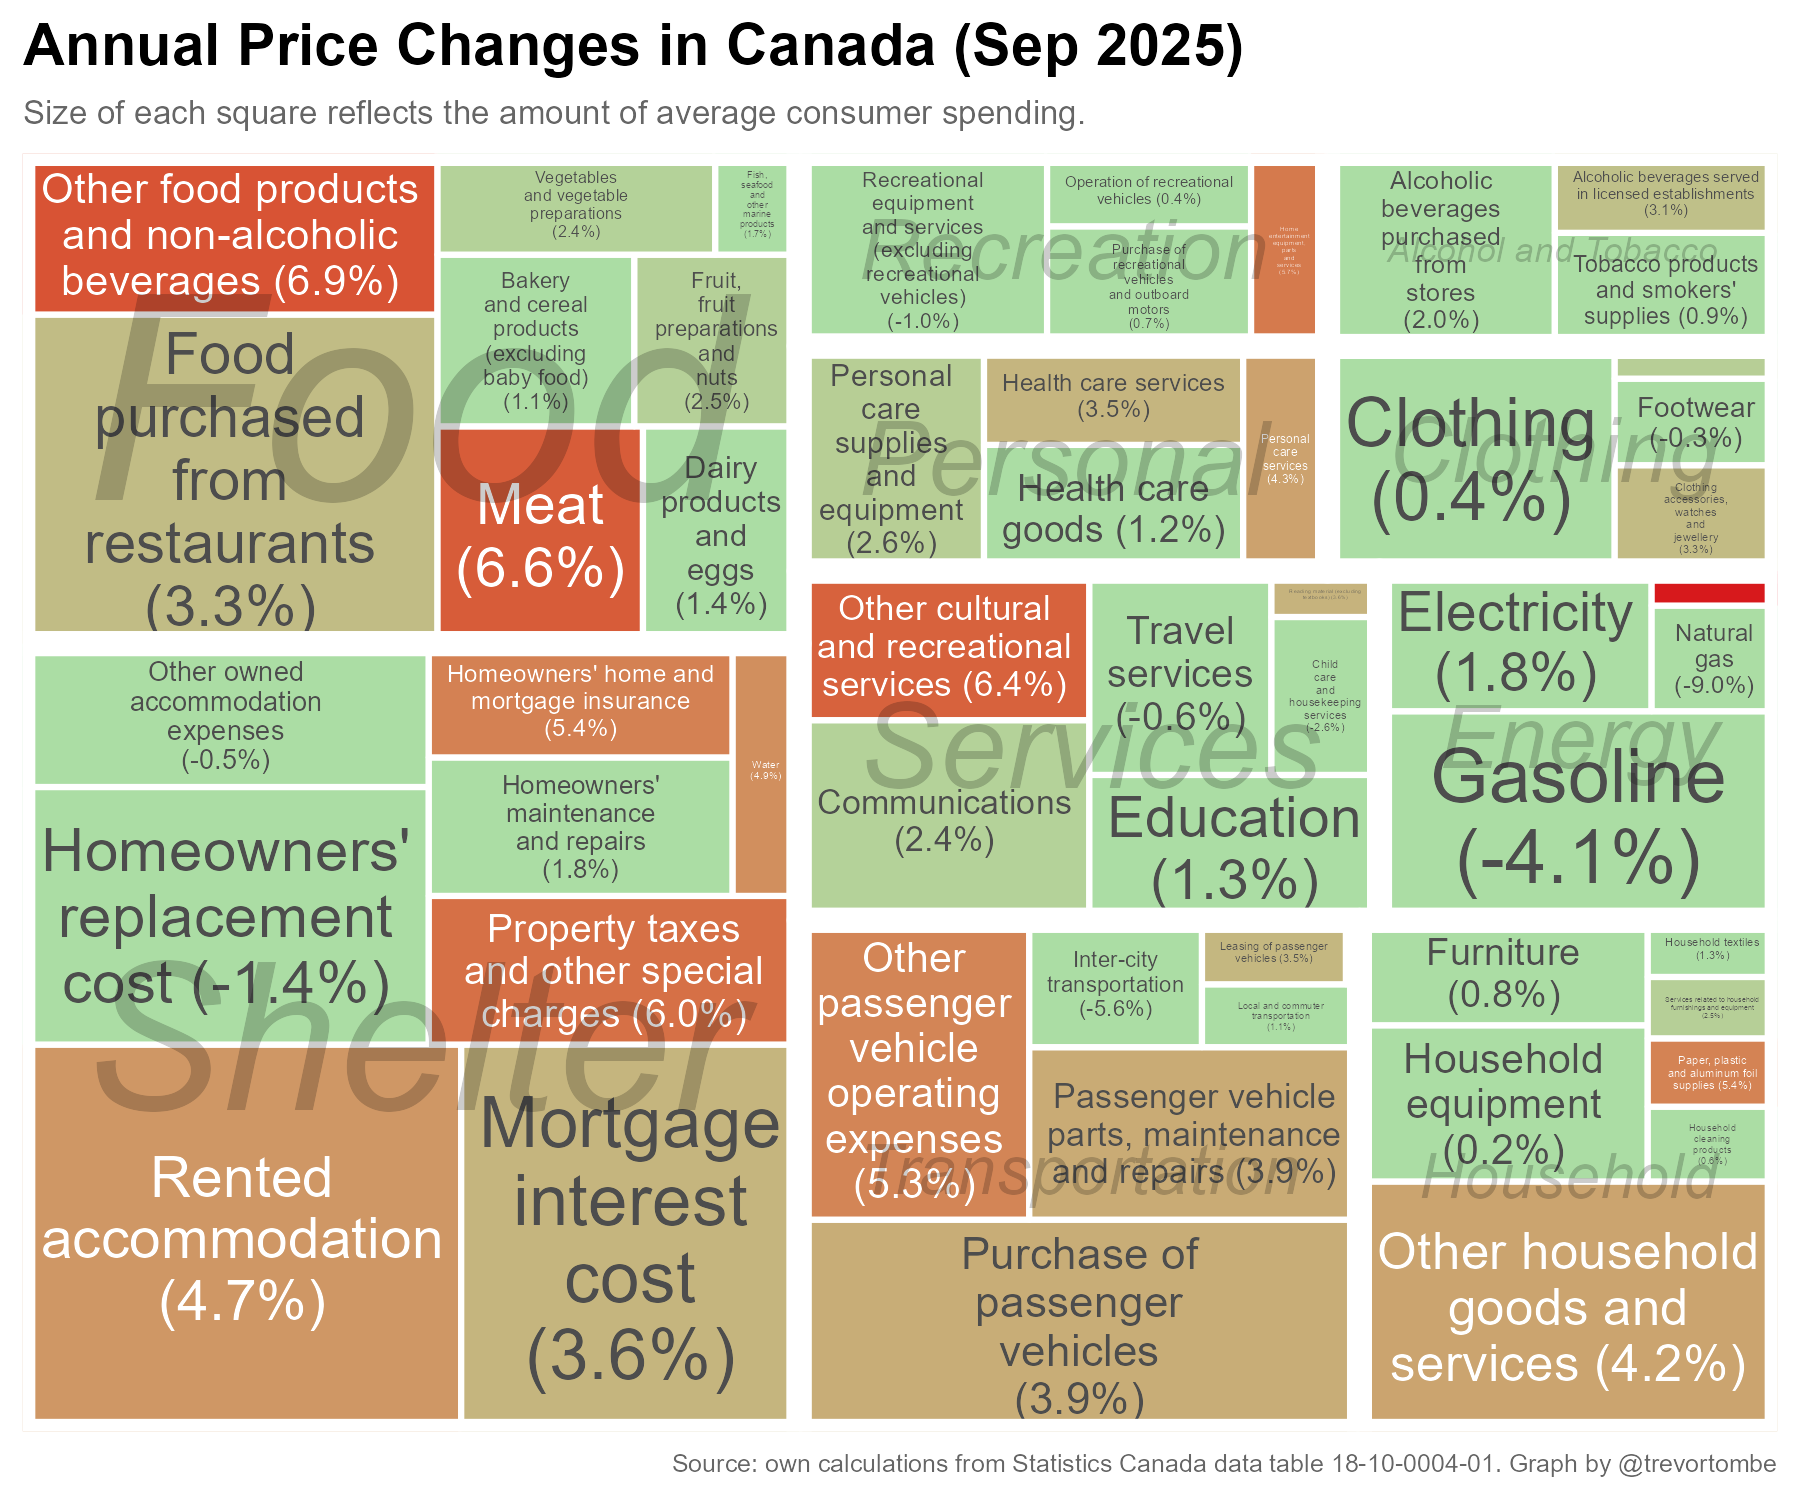 Annual Price Changes in Canada (Sep 2025)
Size of each square reflects the amount of average consumer spending.
Food
Other food products
and non-alcoholic
beverages (6.9%)
Vegetables
and vegetable
preparations
(2.4%)
Fish,
seafood
and
other
marine
products
(1.7%)
Food
purchased
from
restaurants
(3.3%)
Bakery
and cereal
products
(excluding
baby food)
(1.1%)
Fruit,
fruit
preparations
and
nuts
(2.5%)
Meat
(6.6%)
Dairy
products
and
eggs
(1.4%)
Recreation
Recreational
equipment
and services
(excluding
recreational
vehicles)
(-1.0%)
Operation of recreational
vehicles (0.4%)
Purchase of
recreational
vehicles
and outboard
motors
(0.7%)
Home
entertainment
equipment,
parts
and
services
(5.7%)
Alcohol and Tobacco
Alcoholic
beverages
purchased
from
stores
(2.0%)
Alcoholic beverages served
in licensed establishments
(3.1%)
Tobacco products
and smokers'
supplies (0.9%)
Personal
Personal
care
supplies
and
equipment
(2.6%)
Health care services
(3.5%)
Health care
goods (1.2%)
Personal
care
services
(4.3%)
Clothing
Clothing
(0.4%)
Footwear
(-0.3%)
Clothing
accessories,
watches
and
jewellery
(3.3%)
Shelter
Other owned
accommodation
expenses
(-0.5%)
Homeowners' home and
mortgage insurance
(5.4%)
Water
(4.9%)
Homeowners'
replacement
cost (-1.4%)
Homeowners'
maintenance
and repairs
(1.8%)
Property taxes
and other special
charges (6.0%)
Rented
accommodation
(4.7%)
Mortgage
interest
cost
(3.6%)
Services
Other cultural
and recreational
services (6.4%)
Travel
services
(-0.6%)
Reading material (excluding
textbooks)
Child
care
and
housekeeping
services
(-2.6%)
Communications
(2.4%)
Education
(1.3%)
Energy
Electricity
(1.8%)
Natural
gas
(-9.0%)
Gasoline
(-4.1%)
Transportation
Other
passenger
vehicle
operating
expenses
(5.3%)
Inter-city
transportation
(-5.6%)
Leasing of passenger
vehicles (3.5%)
Local and commuter
transportation
(1.1%)
Passenger vehicle
parts, maintenance
and repairs (3.9%)
Purchase of
passenger
vehicles
(3.9%)
Household
Furniture
(0.8%)
Household textiles
(1.3%)
Services related to household
furnishings and equipment
(2.5%)
Household
equipment
(0.2%)
Paper, plastic
and aluminum foil
supplies (5.4%)
Household
cleaning
products
(0.6%)
Other household
goods and
services (4.2%)
Source: own calculations from Statistics Canada data table 18-10-0004-01. Graph by @trevortombe